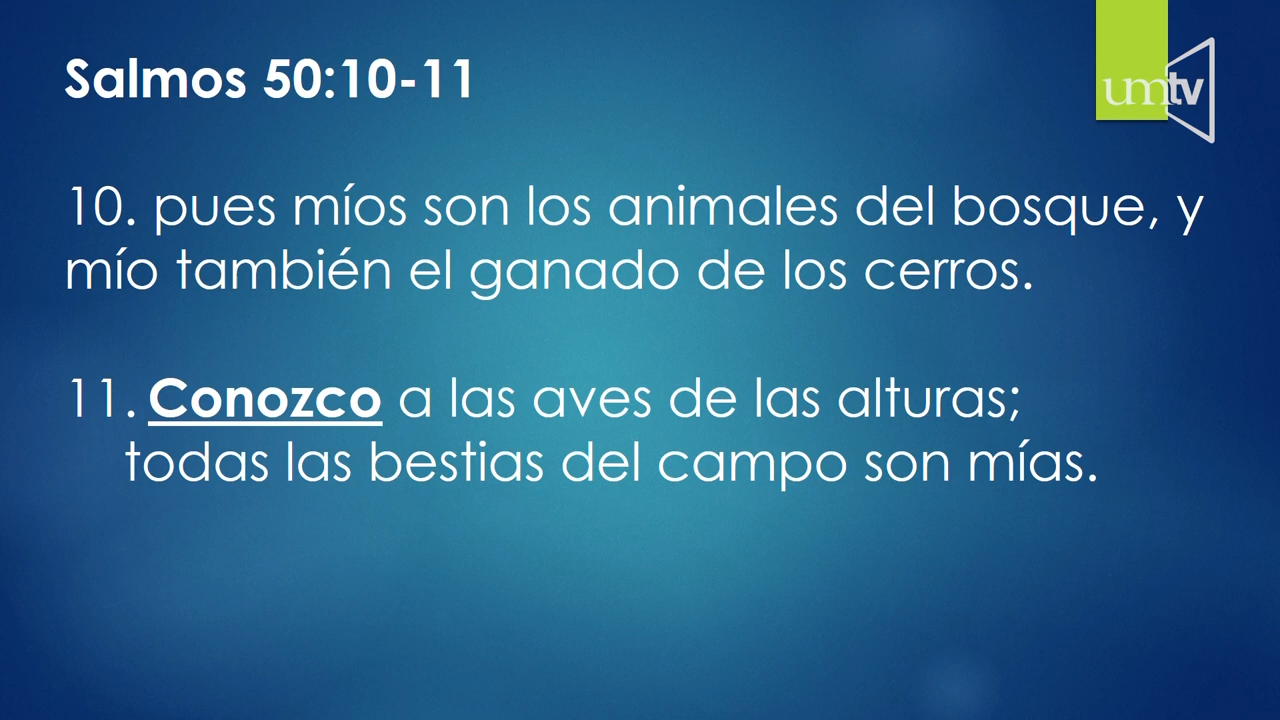 Salmos 50:10-11
umtv
10. pues míos son los animales del bosque, y
mío también el ganado de los cerros.
11. Conozco a las aves de las alturas;
todas las bestias del campo son mías.